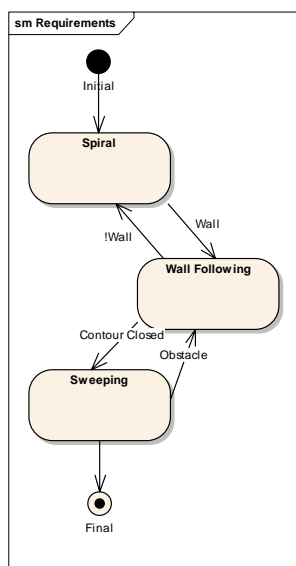 sm Requirements
Initial
Spiral
Wall
!Wall
Wall Following
Contour Closed
Obstacle
Sweeping
Final